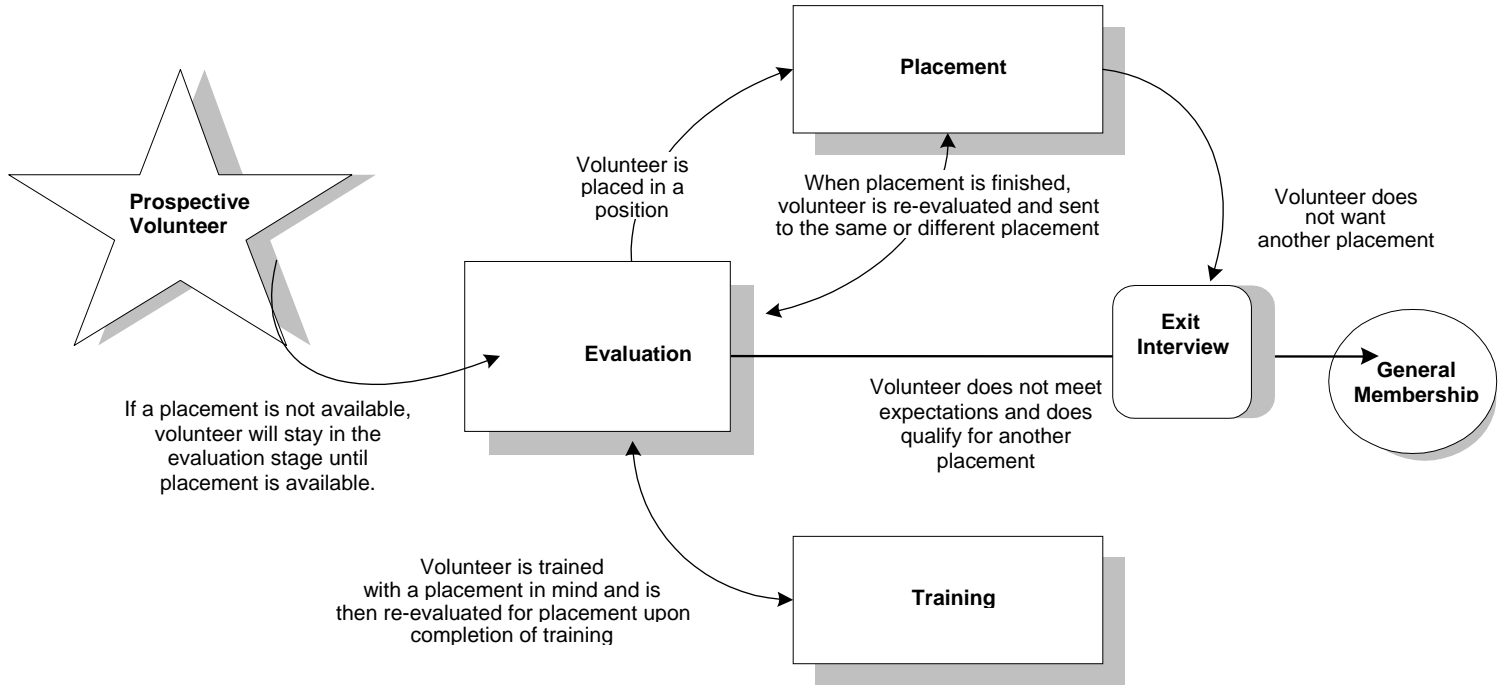 Placement
Prospective
Volunteer
Volunteer is
placed in a
position
When placement is finished,
volunteer is re-evaluated and sent
to the same or different placement
Volunteer does
not want
another placement
Evaluation
Exit
Interview
General
Membership
If a placement is not available,
volunteer will stay in the
evaluation stage until
placement is available.
Volunteer does not meet
expectations and does
qualify for another
placement
Volunteer is trained
with a placement in mind and is
then re-evaluated for placement upon
completion of training
Training